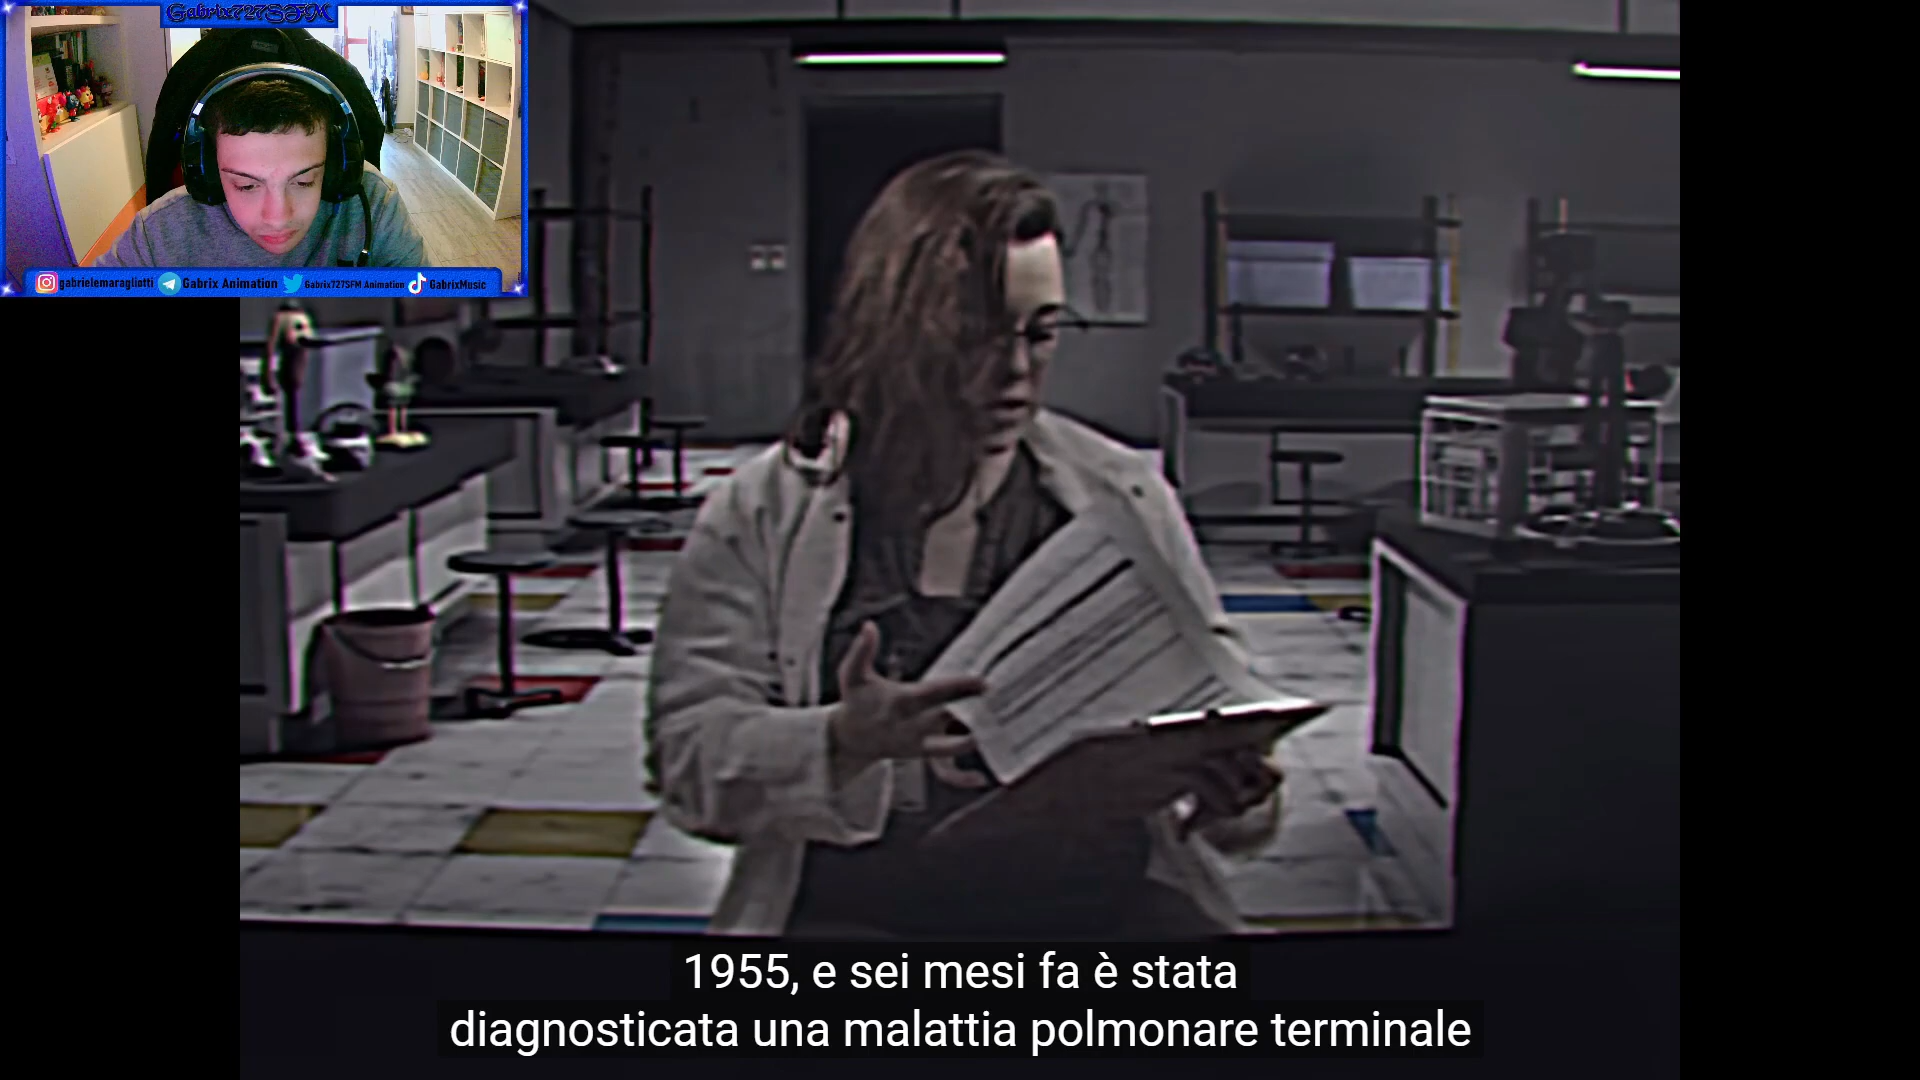 Gabrix727SFM
gabrielemaragliotti Gabrix Animation Gabrix727SFM Animation GabrixMusic
1955, e sei mesi fa è stata
diagnosticata una malattia polmonare terminale